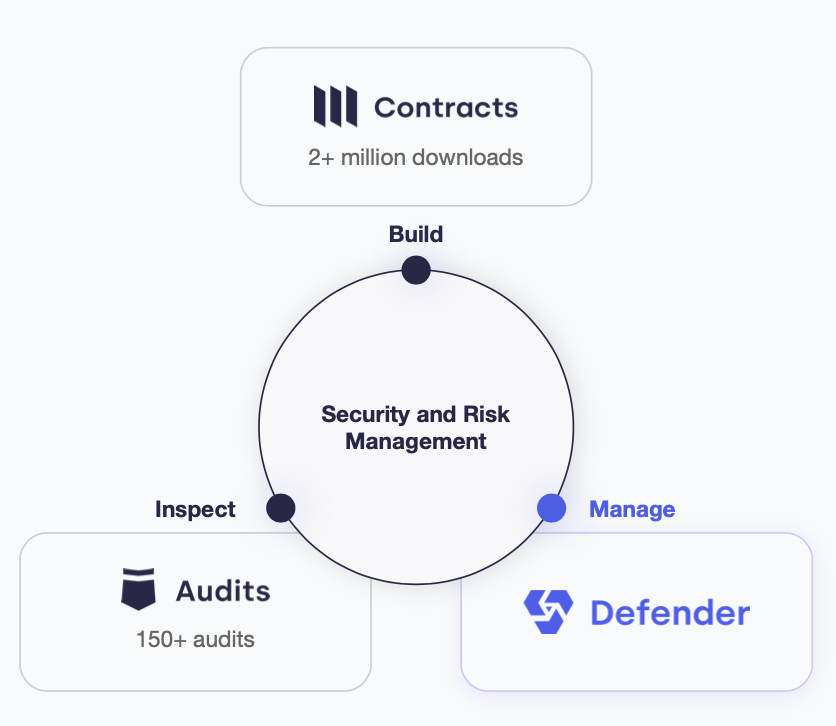 Contracts
2+ million downloads
Build
Security and Risk
Management
Inspect
Manage
Audits
150+ audits
Defender